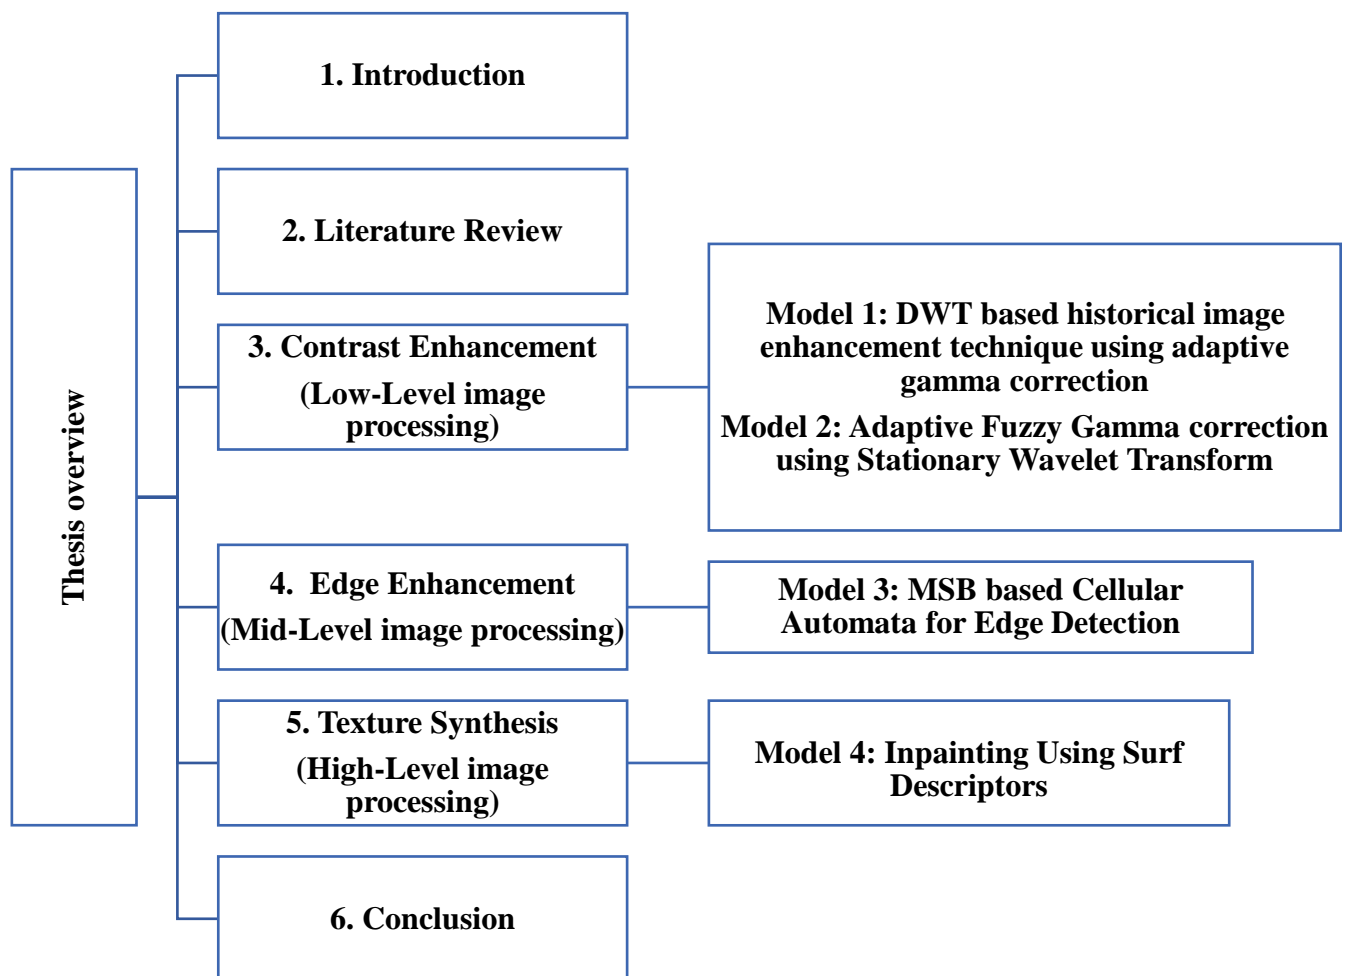 Thesis overview
1. Introduction
2. Literature Review
3. Contrast Enhancement
(Low-Level image
processing)
Model 1: DWT based historical image
enhancement technique using adaptive
gamma correction
Model 2: Adaptive Fuzzy Gamma correction
using Stationary Wavelet Transform
4. Edge Enhancement
(Mid-Level image processing)
Model 3: MSB based Cellular
Automata for Edge Detection
5. Texture Synthesis
(High-Level image
processing)
Model 4: Inpainting Using Surf
Descriptors
6. Conclusion